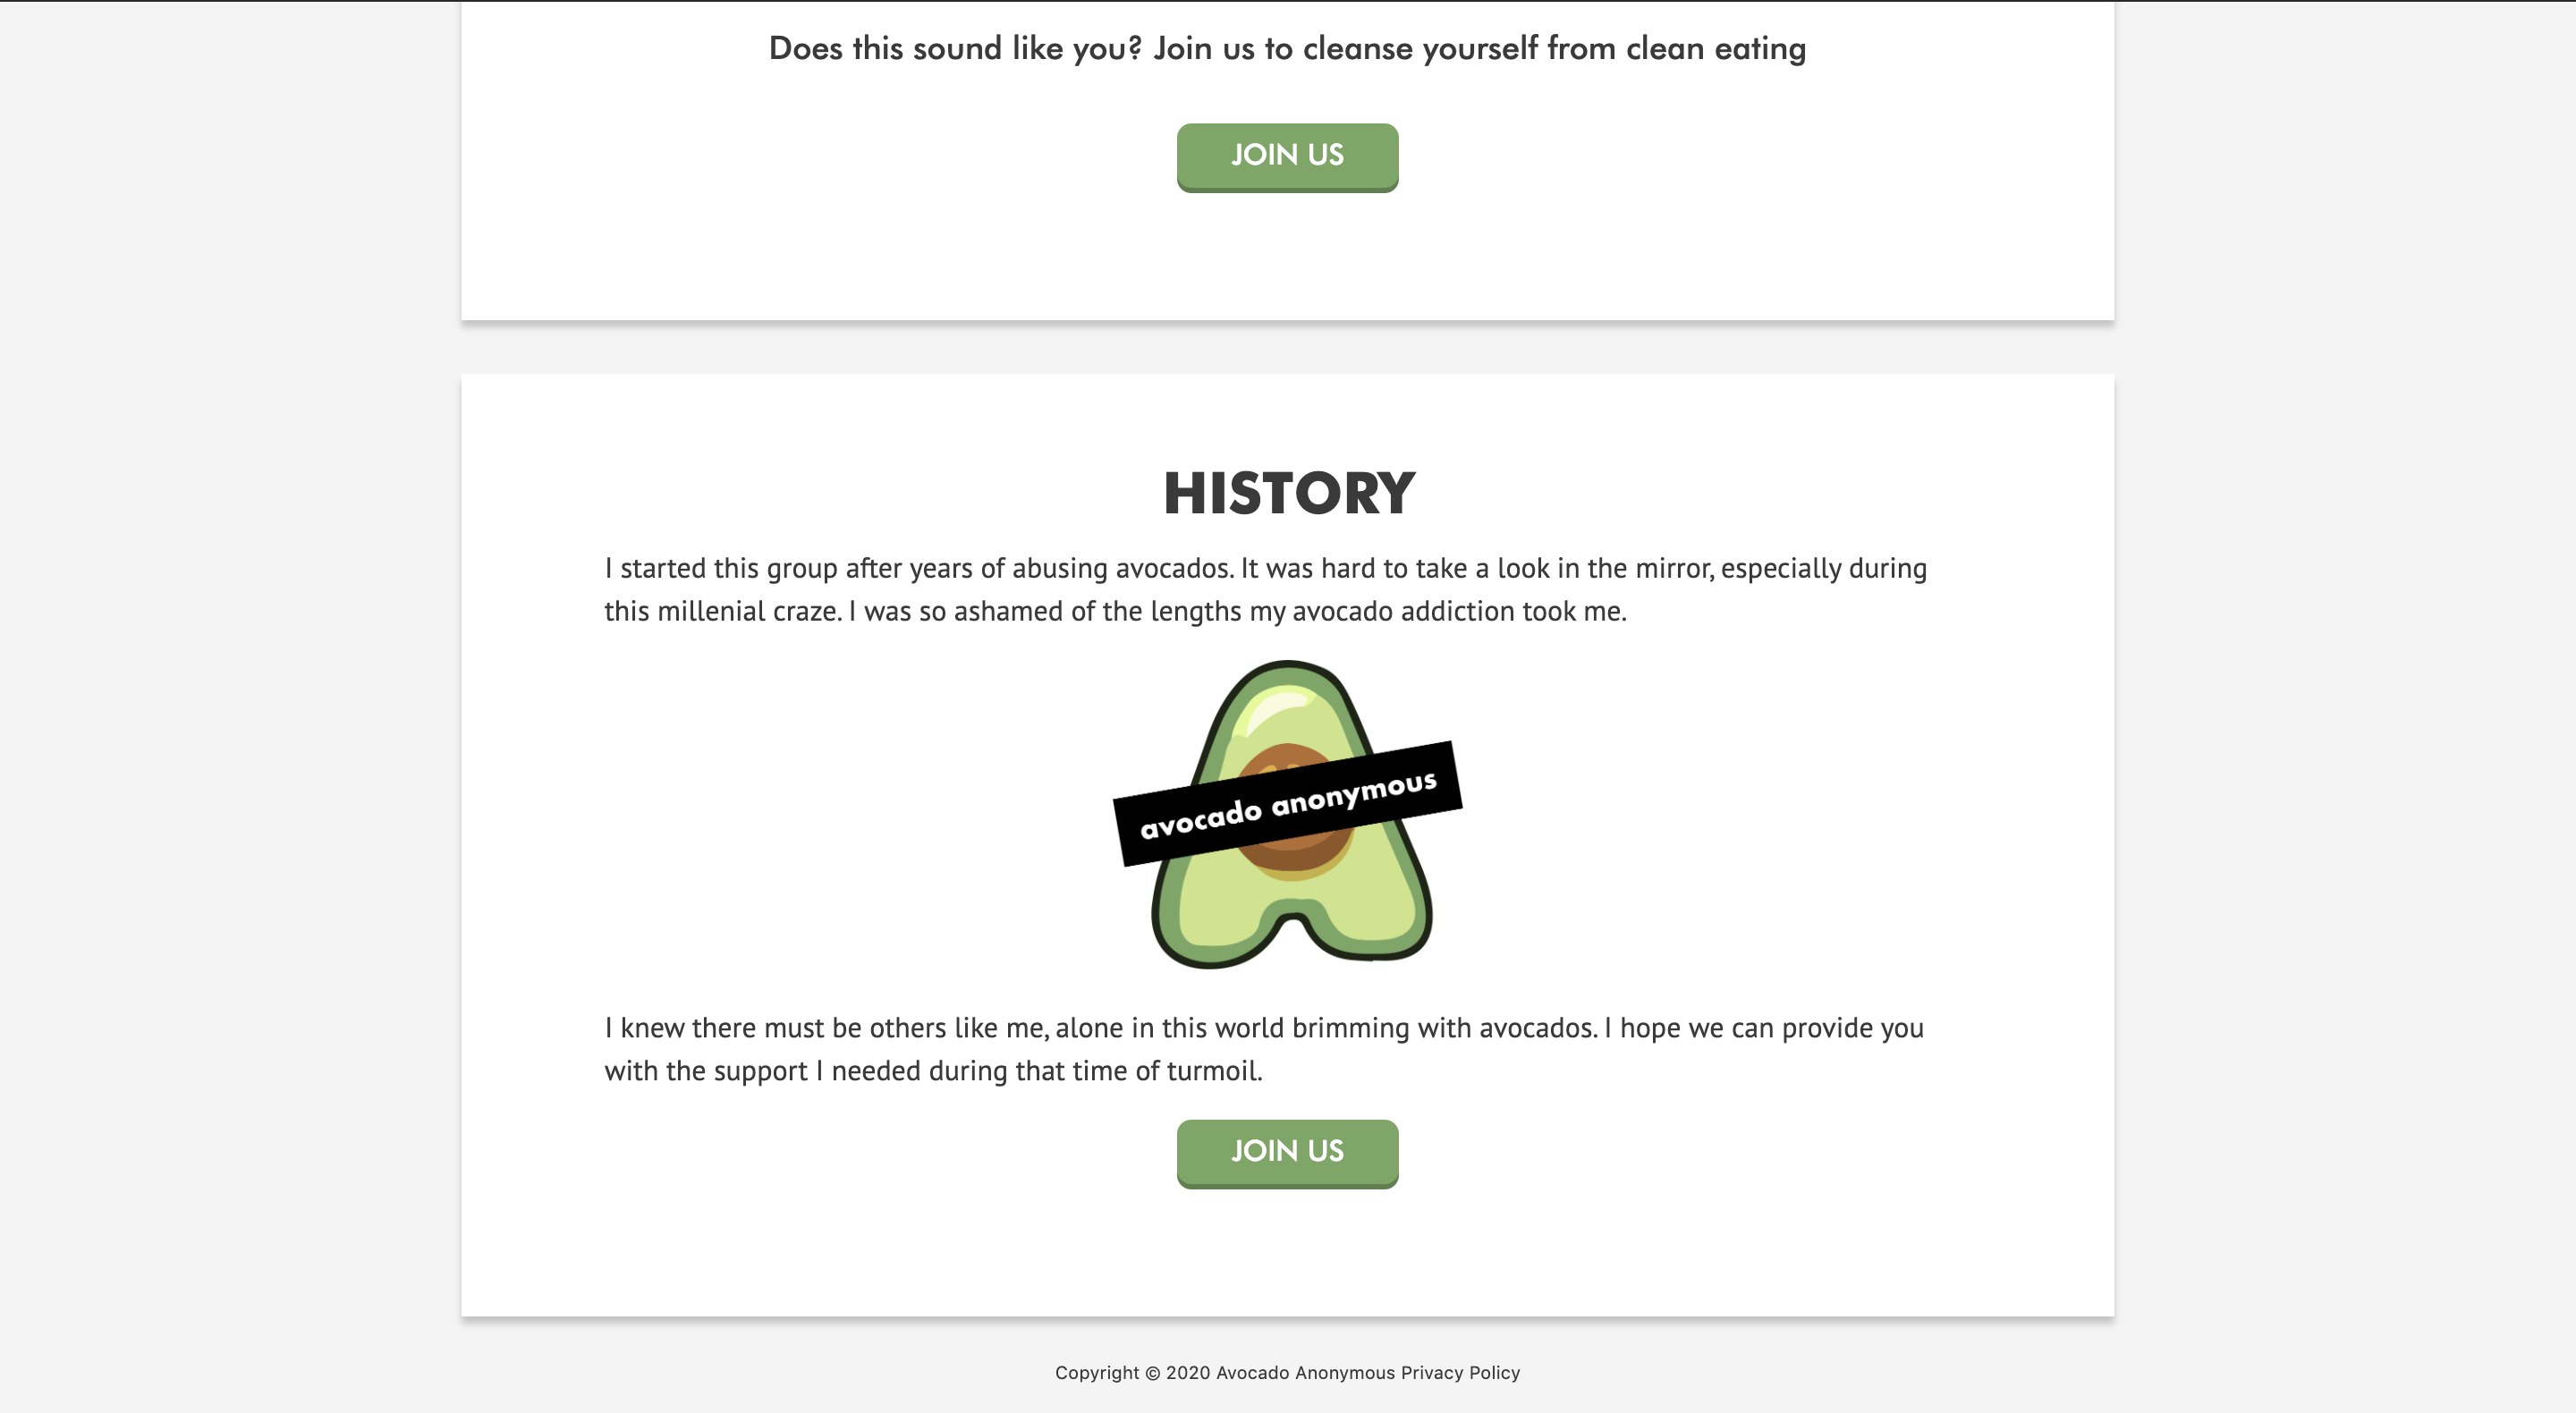 Does this sound like you? Join us to cleanse yourself from clean eating
JOIN US
HISTORY
I started this group after years of abusing avocados. It was hard to take a look in the mirror, especially during
this millenial craze. I was so ashamed of the lengths my avocado addiction took me.
avocado anonymous
I knew there must be others like me, alone in this world brimming with avocados. I hope we can provide you
with the support I needed during that time of turmoil.
JOIN US
Copyright © 2020 Avocado Anonymous Privacy Policy